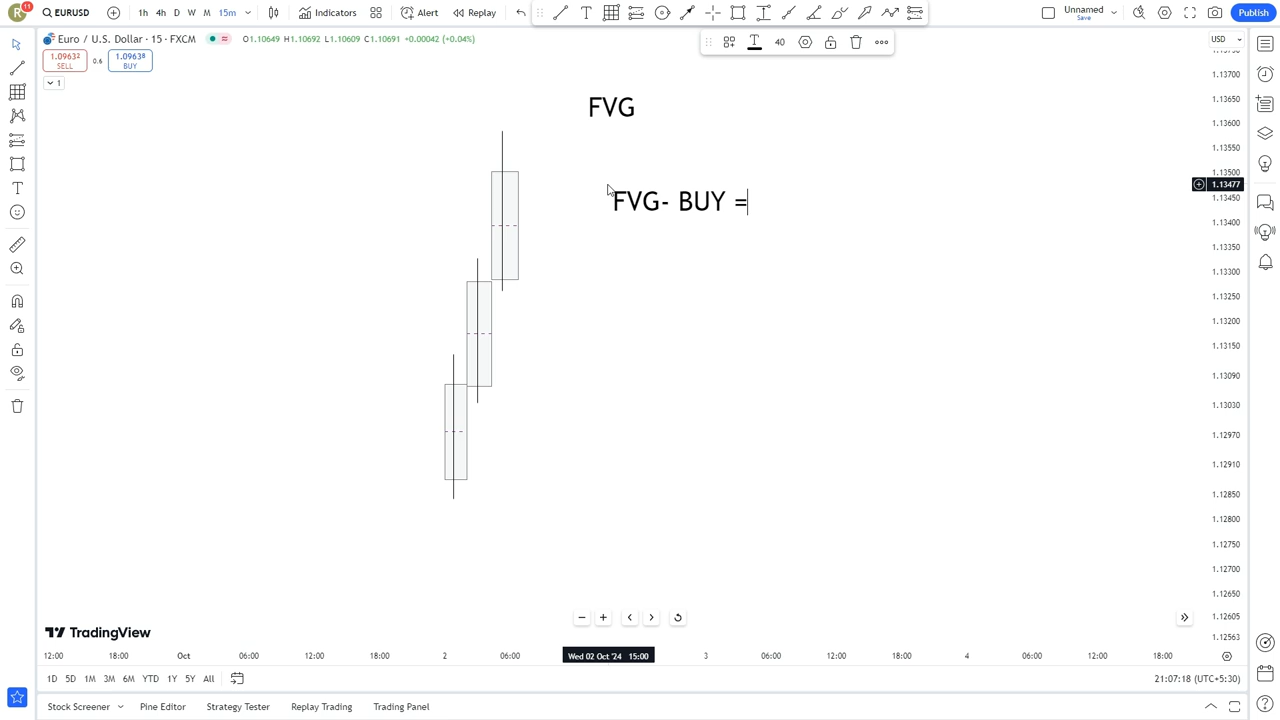 R 11 EURUSD 1h 4h D W M 15m Indicators Alert Replay Unnamed Save Publish
Euro / U.S. Dollar · 15 · FXCM O1.10649 H1.10692 L1.10609 C1.10691 +0.00042 (+0.04%) T 40 USD
1.09632 SELL 0.6 1.09638 BUY
1
FVG
FVG- BUY =
1.13700
1.13650
1.13600
1.13550
1.13500
1.13477
1.13450
1.13400
1.13350
1.13300
1.13250
1.13200
1.13150
1.13090
1.13030
1.12970
1.12910
1.12850
1.12800
1.12750
1.12700
1.12650
1.12605
1.12563
TradingView
12:00 18:00 Oct 06:00 12:00 18:00 2 06:00 Wed 02 Oct '24 15:00 3 06:00 12:00 18:00 4 06:00 12:00 18:00
1D 5D 1M 3M 6M YTD 1Y 5Y All 21:07:18 (UTC+5:30)
Stock Screener Pine Editor Strategy Tester Replay Trading Trading Panel